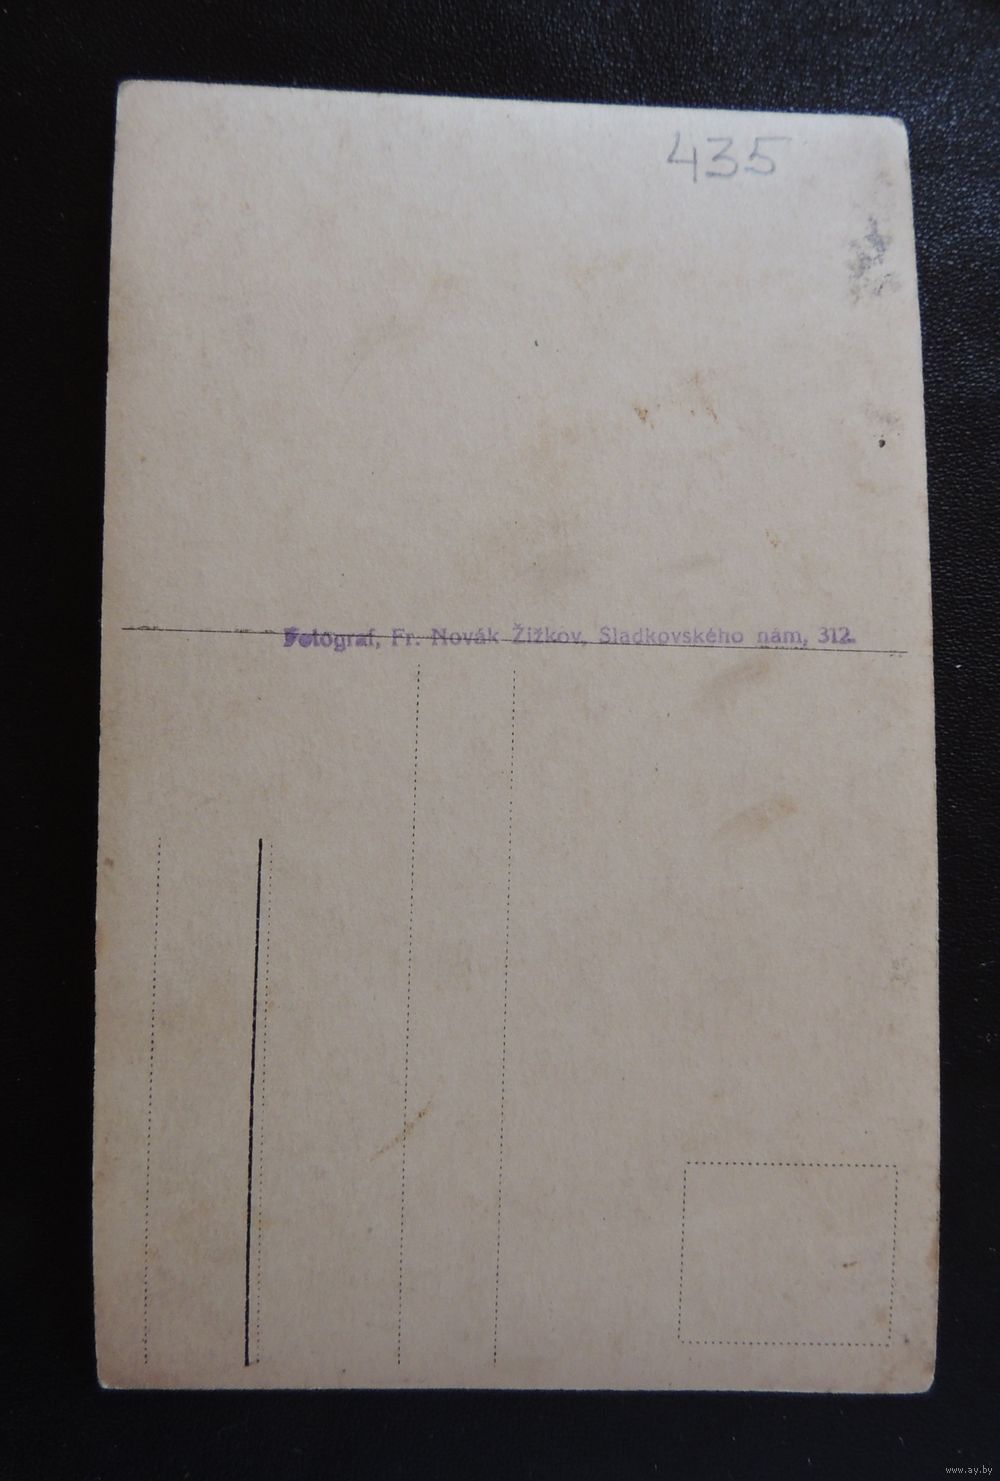 435
Fotograf, Fr. Novák Žižkov, Sladkovského nám, 312.
www.ay.by